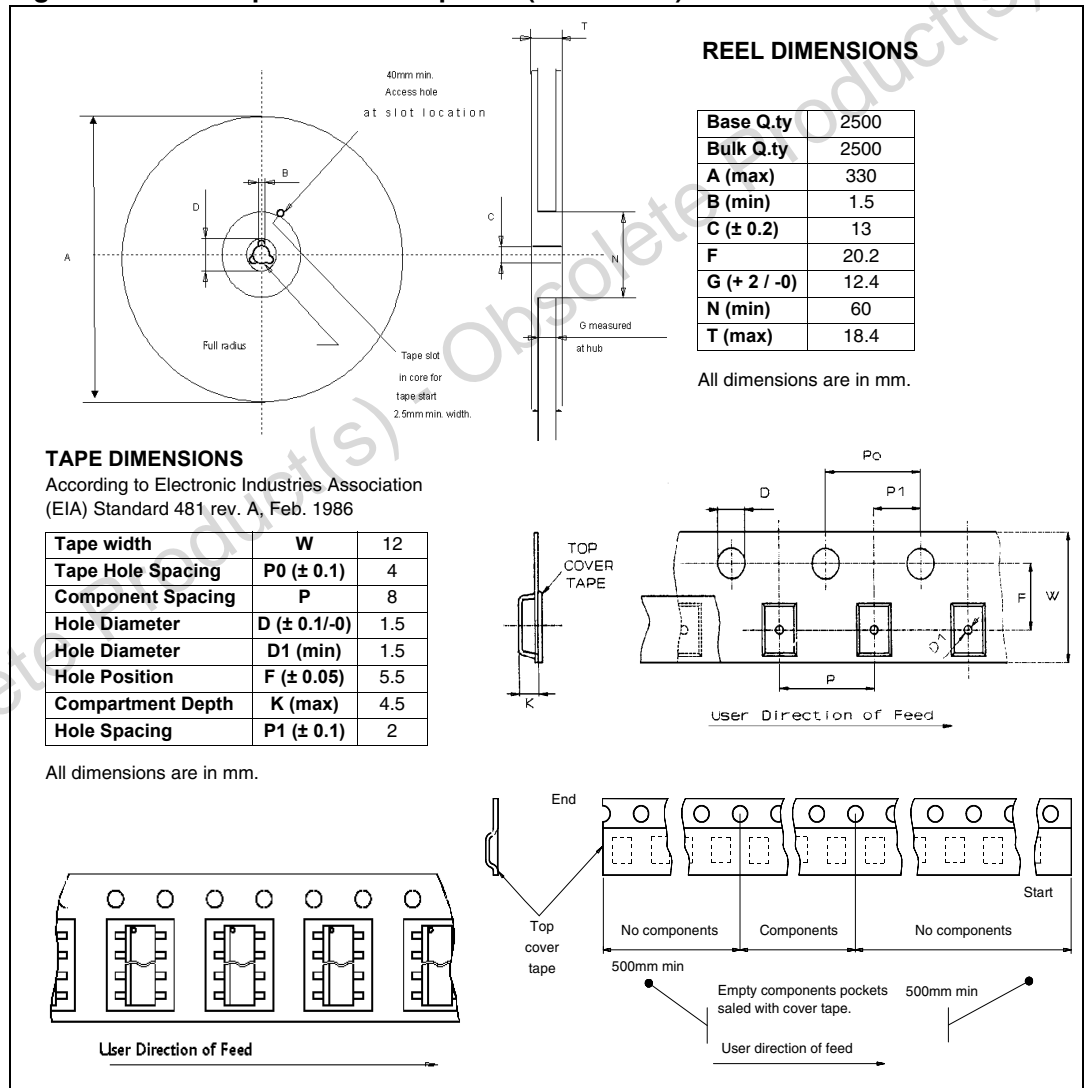 T
REEL DIMENSIONS
40mm min.
Access hole
at slot location
B
D
C
A
N
G measured
at hub
Full radius
Tape slot
in core for
tape start
2.5mm min. width.
Base Q.ty 2500
Bulk Q.ty 2500
A (max) 330
B (min) 1.5
C (± 0.2) 13
F 20.2
G (+ 2 / -0) 12.4
N (min) 60
T (max) 18.4
All dimensions are in mm.
TAPE DIMENSIONS
According to Electronic Industries Association
(EIA) Standard 481 rev. A, Feb. 1986
Tape width W 12
Tape Hole Spacing P0 (± 0.1) 4
Component Spacing P 8
Hole Diameter D (± 0.1/-0) 1.5
Hole Diameter D1 (min) 1.5
Hole Position F (± 0.05) 5.5
Compartment Depth K (max) 4.5
Hole Spacing P1 (± 0.1) 2
All dimensions are in mm.
Po
D
P1
TOP
COVER
TAPE
F
W
D1
P
K
User Direction of Feed
End
Start
Top
cover
tape
No components
Components
No components
500mm min
Empty components pockets
saled with cover tape.
500mm min
User direction of feed
User Direction of Feed
Obsolete Product(s)
Product(s) -